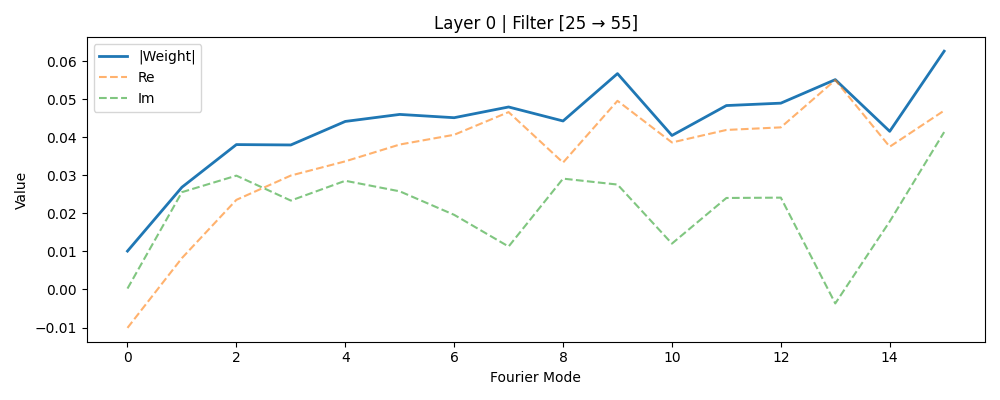 Layer 0 | Filter [25 → 55]
|Weight|
Re
Im
0.06
0.05
0.04
0.03
0.02
0.01
0.00
−0.01
Value
0 2 4 6 8 10 12 14
Fourier Mode